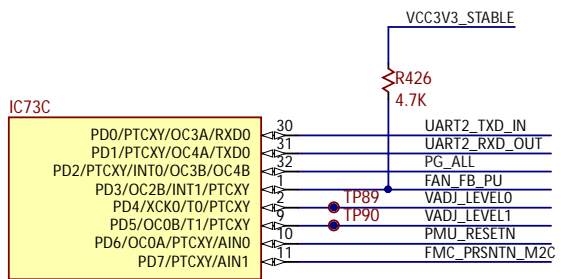 VCC3V3_STABLE
R426
4.7K
IC73C
PD0/PTCXY/OC3A/RXD0 30 UART2_TXD_IN
PD1/PTCXY/OC4A/TXD0 31 UART2_RXD_OUT
PD2/PTCXY/INT0/OC3B/OC4B 32 PG_ALL
PD3/OC2B/INT1/PTCXY 1 FAN_FB_PU
PD4/XCK0/T0/PTCXY 2 TP89 VADJ_LEVEL0
PD5/OC0B/T1/PTCXY 9 TP90 VADJ_LEVEL1
PD6/OC0A/PTCXY/AIN0 10 PMU_RESETN
PD7/PTCXY/AIN1 11 FMC_PRSNTN_M2C